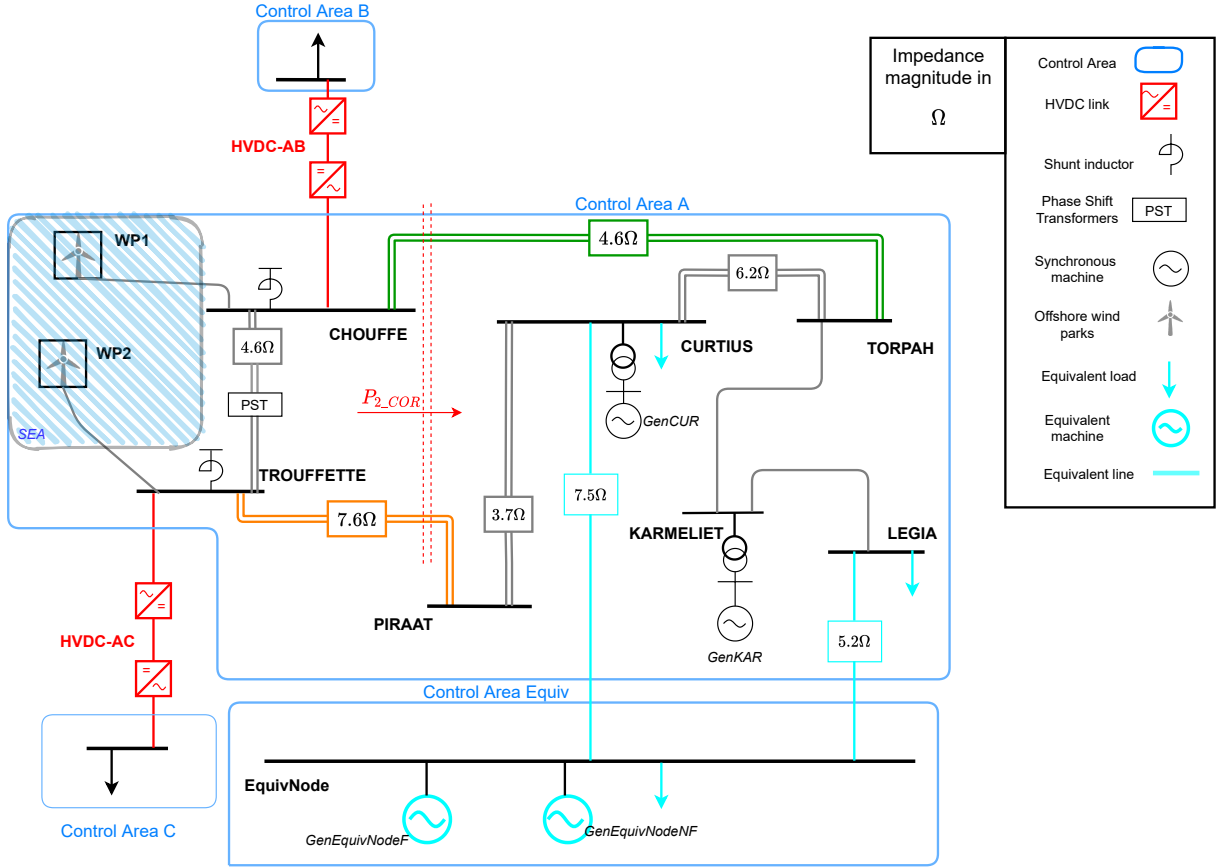 Control Area B
HVDC-AB
Control Area A
WP1
4.6Ω
6.2Ω
CHOUFFE
CURTIUS
TORPAH
WP2
4.6Ω
PST
P2_COR
GenCUR
SEA
TROUFFETTE
7.5Ω
7.6Ω
3.7Ω
KARMELIET
LEGIA
PIRAAT
HVDC-AC
5.2Ω
GenKAR
Control Area Equiv
EquivNode
GenEquivNodeF
GenEquivNodeNF
Control Area C
Impedance
magnitude in
Ω
Control Area
HVDC link
Shunt inductor
Phase Shift
Transformers
PST
Synchronous
machine
Offshore wind
parks
Equivalent load
Equivalent
machine
Equivalent line